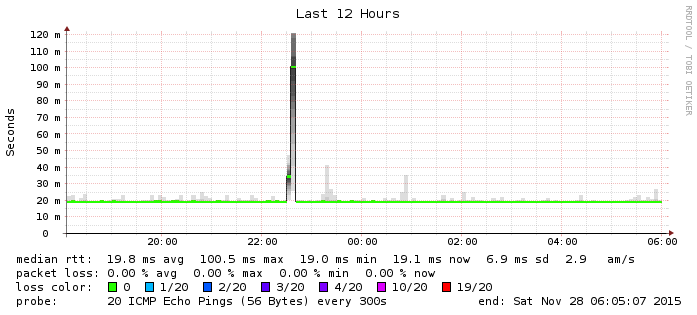 Last 12 Hours
RRDTOOL / TOBI OETIKER
Seconds
120 m
110 m
100 m
90 m
80 m
70 m
60 m
50 m
40 m
30 m
20 m
10 m
0
20:00 22:00 00:00 02:00 04:00 06:00
median rtt: 19.8 ms avg 100.5 ms max 19.0 ms min 19.1 ms now 6.9 ms sd 2.9 am/s
packet loss: 0.00 % avg 0.00 % max 0.00 % min 0.00 % now
loss color: 0 1/20 2/20 3/20 4/20 10/20 19/20
probe: 20 ICMP Echo Pings (56 Bytes) every 300s end: Sat Nov 28 06:05:07 2015